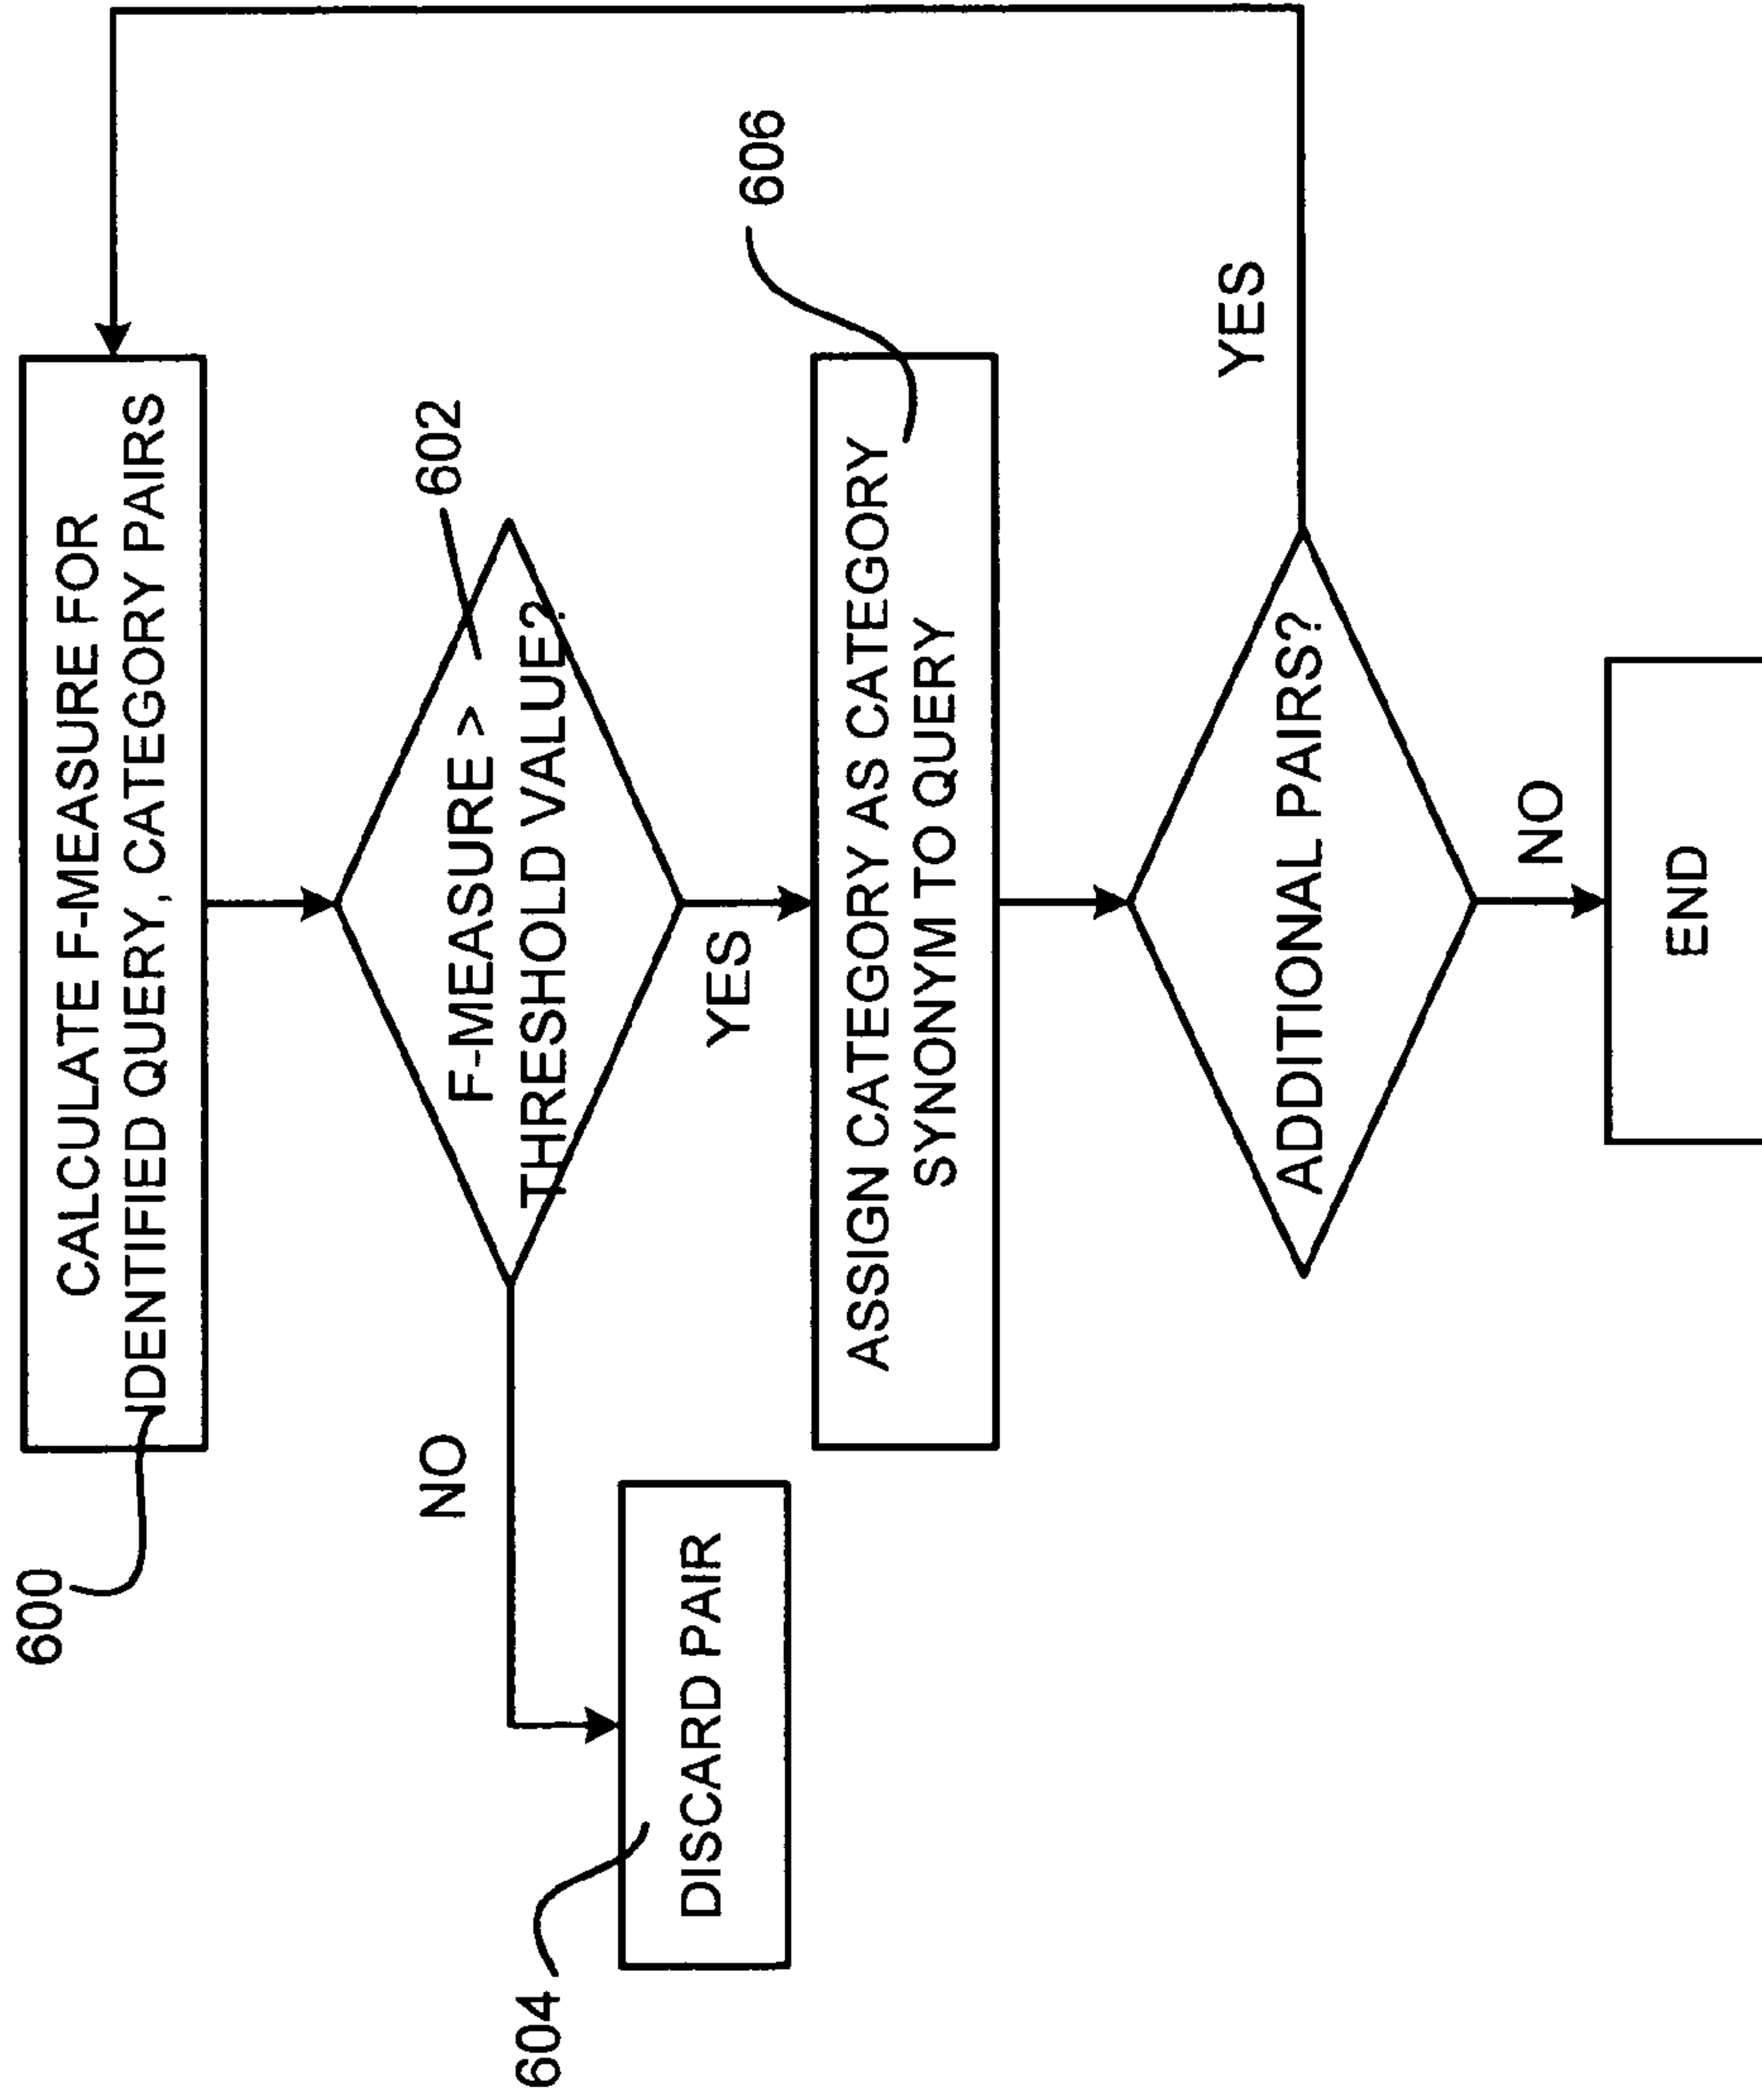 600
CALCULATE F-MEASURE FOR
IDENTIFIED QUERY, CATEGORY PAIRS
602
F-MEASURE >
THRESHOLD VALUE?
NO
YES
604
DISCARD PAIR
606
ASSIGN CATEGORY AS CATEGORY
SYNONYM TO QUERY
ADDITIONAL PAIRS?
YES
NO
END